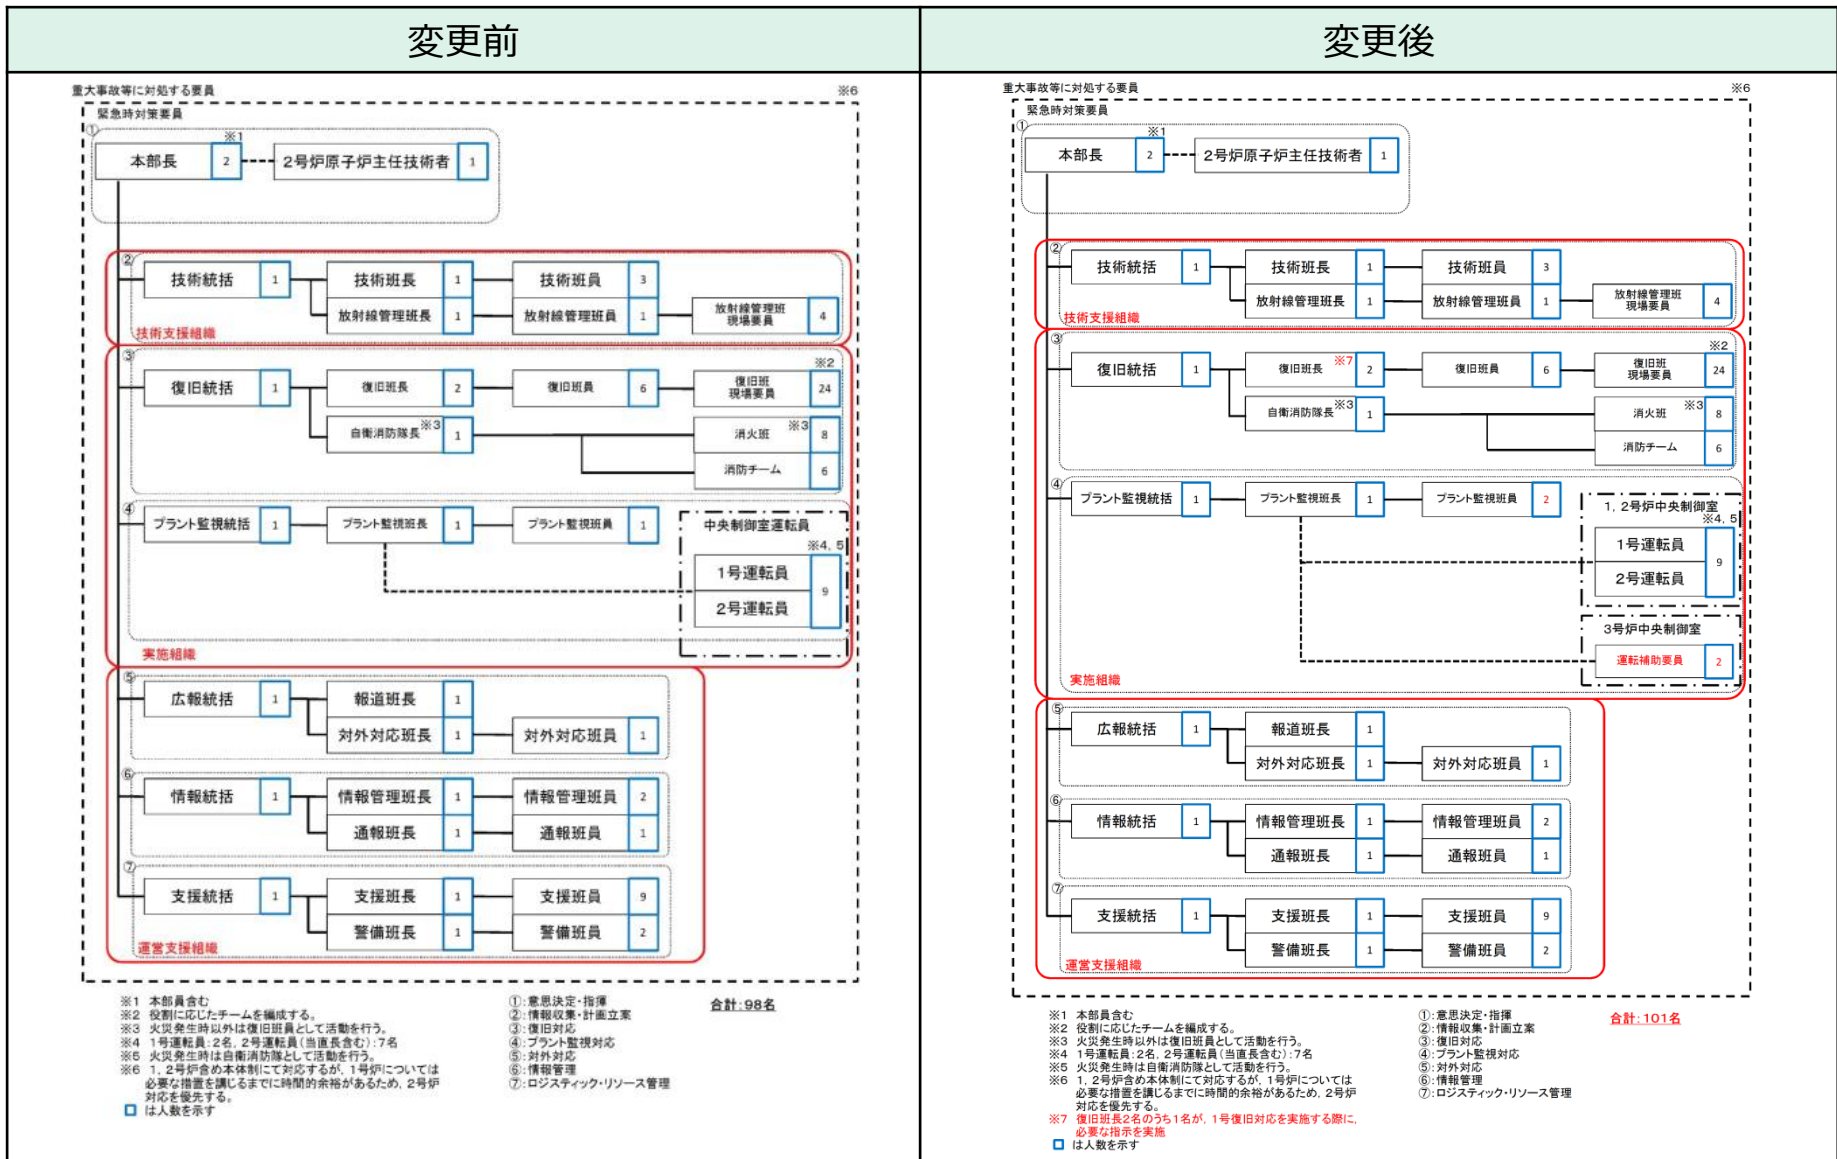 変更前
重大事故等に対処する要員
※6
緊急時対策要員
①
※1
本部長 2
2号炉原子炉主任技術者 1
②
技術統括 1
技術班長 1
技術班員 3
放射線管理班長 1
放射線管理班員 1
放射線管理班
現場要員 4
技術支援組織
③
※2
復旧統括 1
復旧班長 2
復旧班員 6
復旧班
現場要員 24
自衛消防隊長※3 1
消火班 ※3 8
消防チーム 6
④
プラント監視統括 1
プラント監視班長 1
プラント監視班員 1
中央制御室運転員
※4, 5
1号運転員
2号運転員
9
実施組織
⑤
広報統括 1
報道班長 1
対外対応班長 1
対外対応班員 1
⑥
情報統括 1
情報管理班長 1
情報管理班員 2
通報班長 1
通報班員 1
⑦
支援統括 1
支援班長 1
支援班員 9
警備班長 1
警備班員 2
運営支援組織
※1 本部員含む
※2 役割に応じたチームを編成する。
※3 火災発生時以外は復旧班員として活動を行う。
※4 1号運転員:2名, 2号運転員(当直長含む):7名
※5 火災発生時は自衛消防隊として活動を行う。
※6 1, 2号炉含め本体制にて対応するが, 1号炉については
必要な措置を講じるまでに時間的余裕があるため, 2号炉
対応を優先する。
は人数を示す
①:意思決定・指揮
②:情報収集・計画立案
③:復旧対応
④:プラント監視対応
⑤:対外対応
⑥:情報管理
⑦:ロジスティック・リソース管理
合計:98名
変更後
重大事故等に対処する要員
※6
緊急時対策要員
①
※1
本部長 2
2号炉原子炉主任技術者 1
②
技術統括 1
技術班長 1
技術班員 3
放射線管理班長 1
放射線管理班員 1
放射線管理班
現場要員 4
技術支援組織
③
※2
復旧統括 1
復旧班長 ※7 2
復旧班員 6
復旧班
現場要員 24
自衛消防隊長※3 1
消火班 ※3 8
消防チーム 6
④
プラント監視統括 1
プラント監視班長 1
プラント監視班員 2
1, 2号炉中央制御室
※4, 5
1号運転員
2号運転員
9
3号炉中央制御室
運転補助要員 2
実施組織
⑤
広報統括 1
報道班長 1
対外対応班長 1
対外対応班員 1
⑥
情報統括 1
情報管理班長 1
情報管理班員 2
通報班長 1
通報班員 1
⑦
支援統括 1
支援班長 1
支援班員 9
警備班長 1
警備班員 2
運営支援組織
※1 本部員含む
※2 役割に応じたチームを編成する。
※3 火災発生時以外は復旧班員として活動を行う。
※4 1号運転員:2名, 2号運転員(当直長含む):7名
※5 火災発生時は自衛消防隊として活動を行う。
※6 1, 2号炉含め本体制にて対応するが, 1号炉については
必要な措置を講じるまでに時間的余裕があるため, 2号炉
対応を優先する。
※7 復旧班長2名のうち1名が, 1号復旧対応を実施する際に,
必要な指示を実施
は人数を示す
①:意思決定・指揮
②:情報収集・計画立案
③:復旧対応
④:プラント監視対応
⑤:対外対応
⑥:情報管理
⑦:ロジスティック・リソース管理
合計:101名